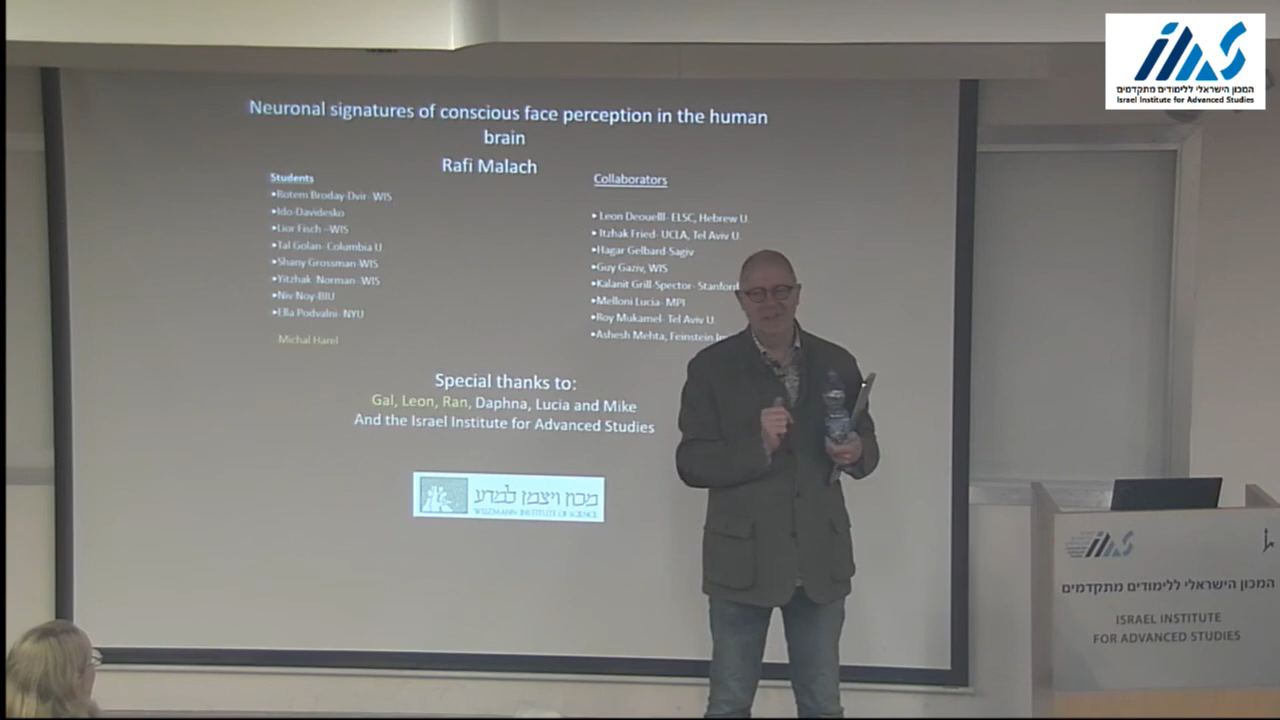 המכון הישראלי ללימודים מתקדמים
Israel Institute for Advanced Studies
Neuronal signatures of conscious face perception in the human
brain
Rafi Malach
Students
•Rotem Broday-Dvir- WIS
•Ido Davidesko
•Lior Fisch –WIS
•Tal Golan- Columbia U
•Shany Grossman-WIS
•Yitzhak Norman -WIS
•Niv Noy-BIU
•Ella Podvalni- NYU
Michal Harel
Collaborators
• Leon Deouelll- ELSC, Hebrew U.
• Itzhak Fried- UCLA, Tel Aviv U.
•Hagar Gelbard-Sagiv
•Guy Gaziv, WIS
•Kalanit Grill-Spector- Stanford
•Melloni Lucia- MPI
•Roy Mukamel- Tel Aviv U.
•Ashesh Mehta, Feinstein
Special thanks to:
Gal, Leon, Ran, Daphna, Lucia and Mike
And the Israel Institute for Advanced Studies
מכון ויצמן למדע
WEIZMANN INSTITUTE OF SCIENCE
המכון הישראלי ללימודים מתקדמים
ISRAEL INSTITUTE
FOR ADVANCED STUDIES